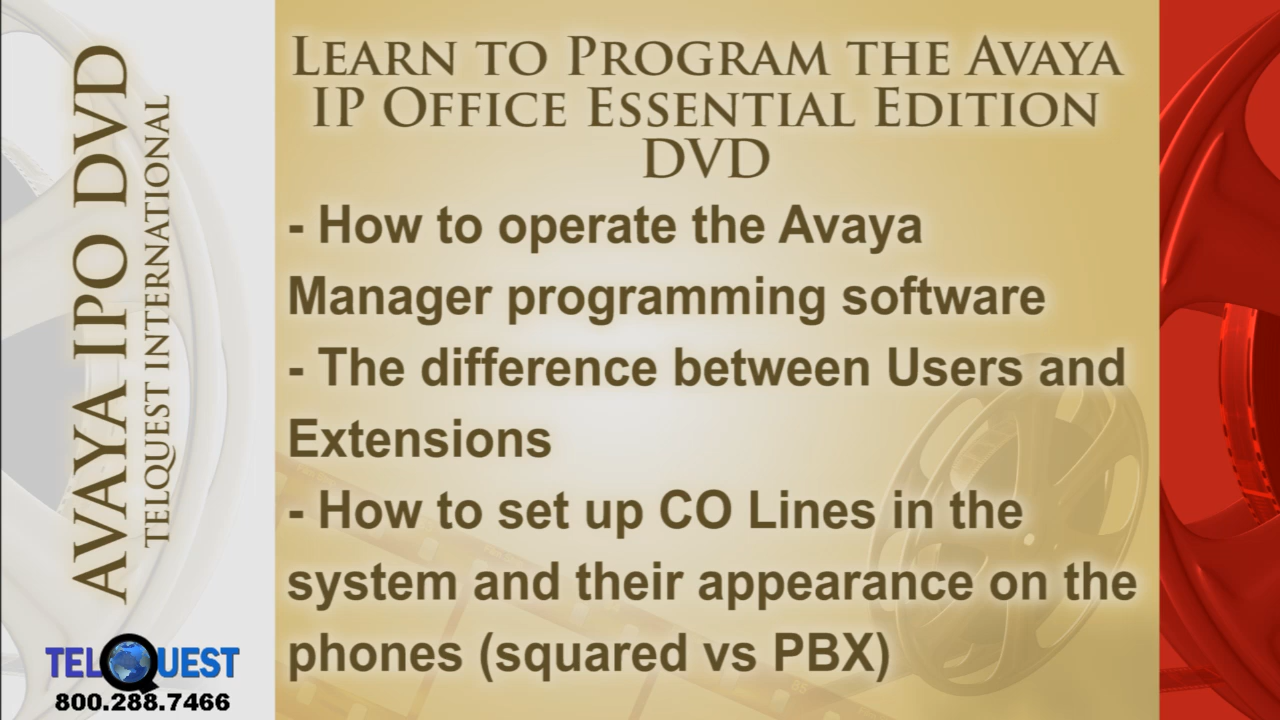 AVAYA IPO DVD
TELQUEST INTERNATIONAL
LEARN TO PROGRAM THE AVAYA
IP OFFICE ESSENTIAL EDITION
DVD
- How to operate the Avaya
Manager programming software
- The difference between Users and
Extensions
- How to set up CO Lines in the
system and their appearance on the
phones (squared vs PBX)
TELQUEST
800.288.7466